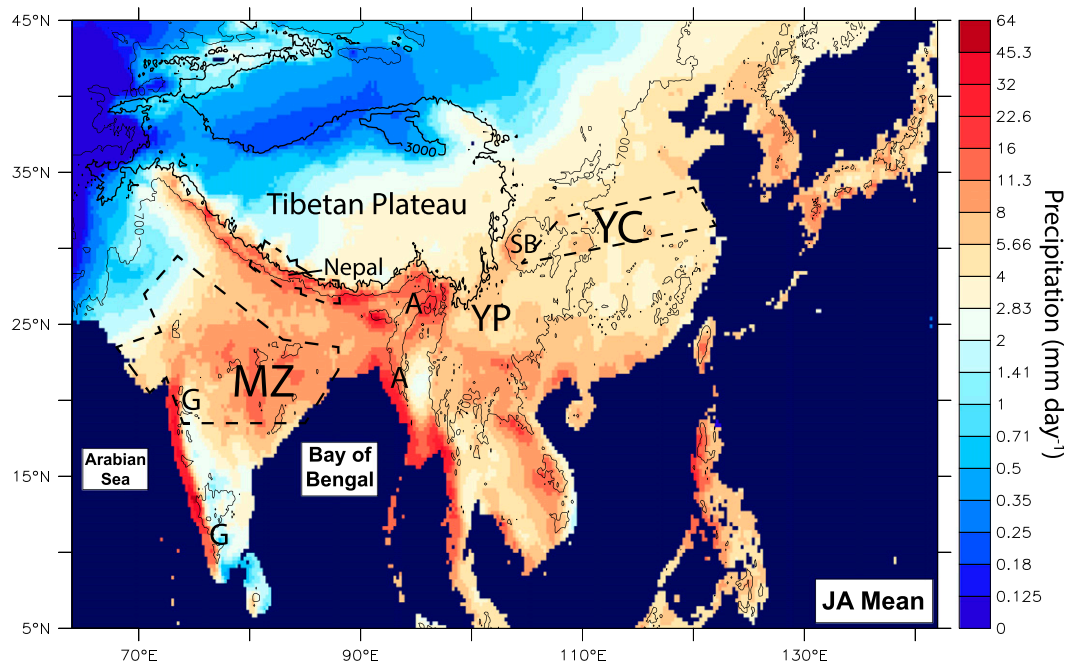 45°N
35°N
25°N
15°N
5°N
70°E
90°E
110°E
130°E
3000
700
700
700
Tibetan Plateau
SB
YC
Nepal
A
YP
A
MZ
G
G
Arabian
Sea
Bay of
Bengal
JA Mean
64
45.3
32
22.6
16
11.3
8
5.66
4
2.83
2
1.41
1
0.71
0.5
0.35
0.25
0.18
0.125
0
Precipitation (mm day⁻¹)